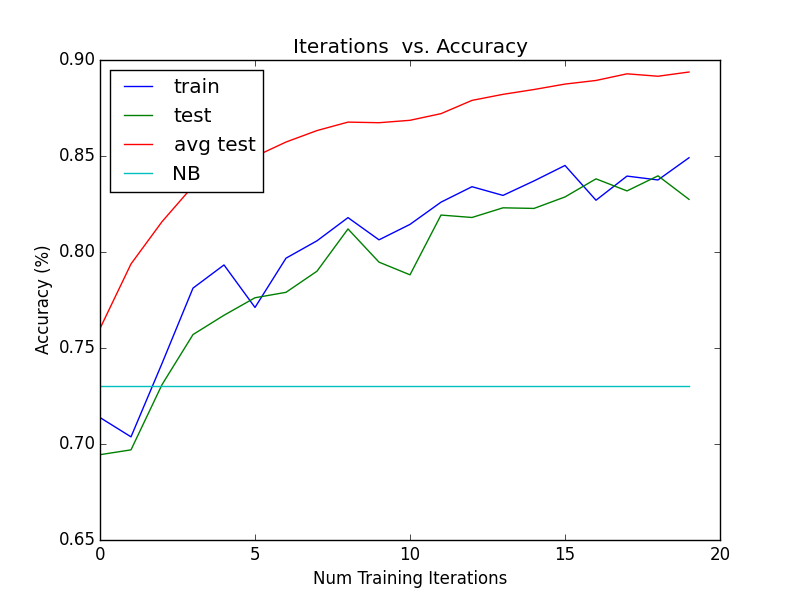 Iterations  vs. Accuracy
0.90
train
test
avg test
NB
0.85
0.80
Accuracy (%)
0.75
0.70
0.65
0
5
10
15
20
Num Training Iterations